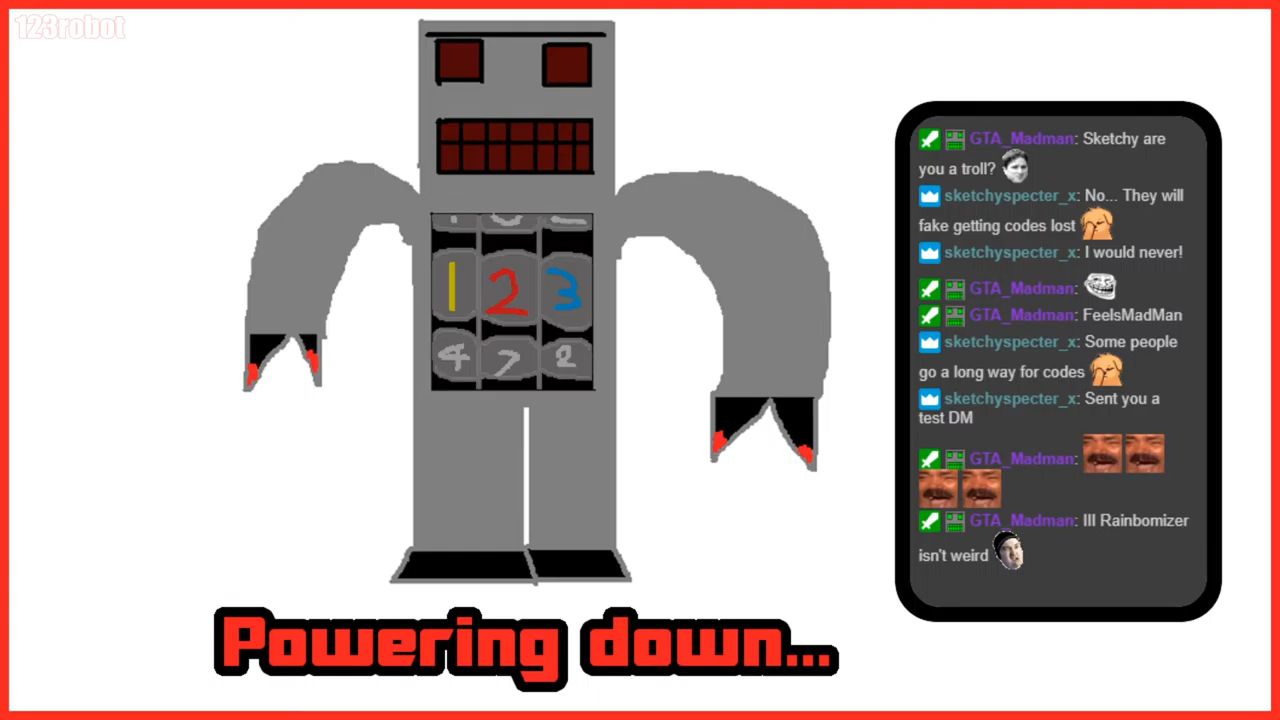 123robot
1 2 3
4 7 2
GTA_Madman: Sketchy are
you a troll?
sketchyspecter_x: No... They will
fake getting codes lost
sketchyspecter_x: I would never!
GTA_Madman:
GTA_Madman: FeelsMadMan
sketchyspecter_x: Some people
go a long way for codes
sketchyspecter_x: Sent you a
test DM
GTA_Madman:
GTA_Madman: III Rainbomizer
isn't weird
Powering down...